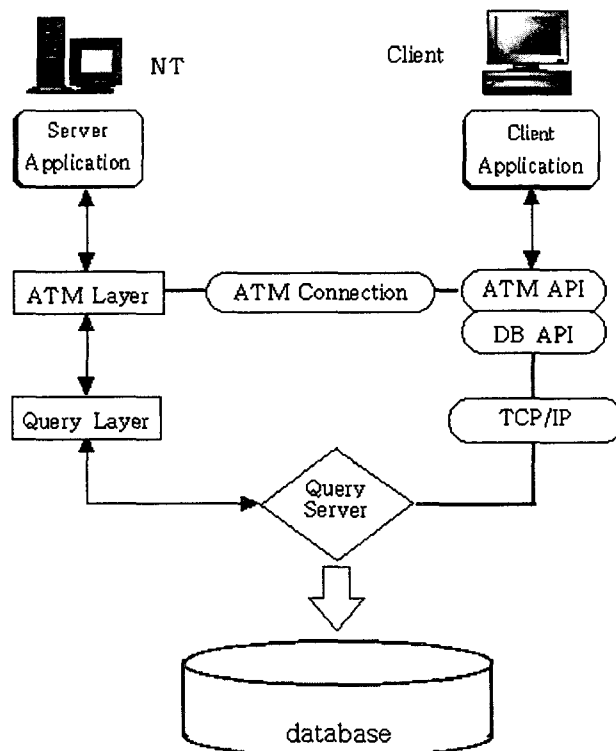 NT
Client
Server
Application
Client
Application
ATM Layer
ATM Connection
ATM API
DB API
Query Layer
TCP/IP
Query
Server
database